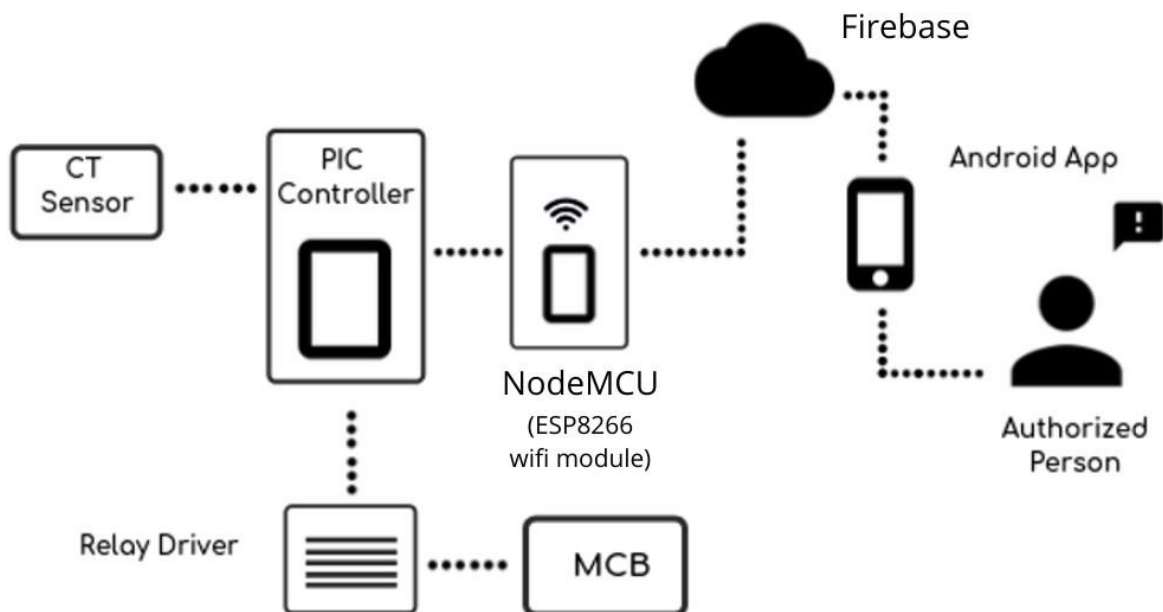 Firebase
CT
Sensor
PIC
Controller
Android App
NodeMCU
(ESP8266
wifi module)
Authorized
Person
Relay Driver
MCB